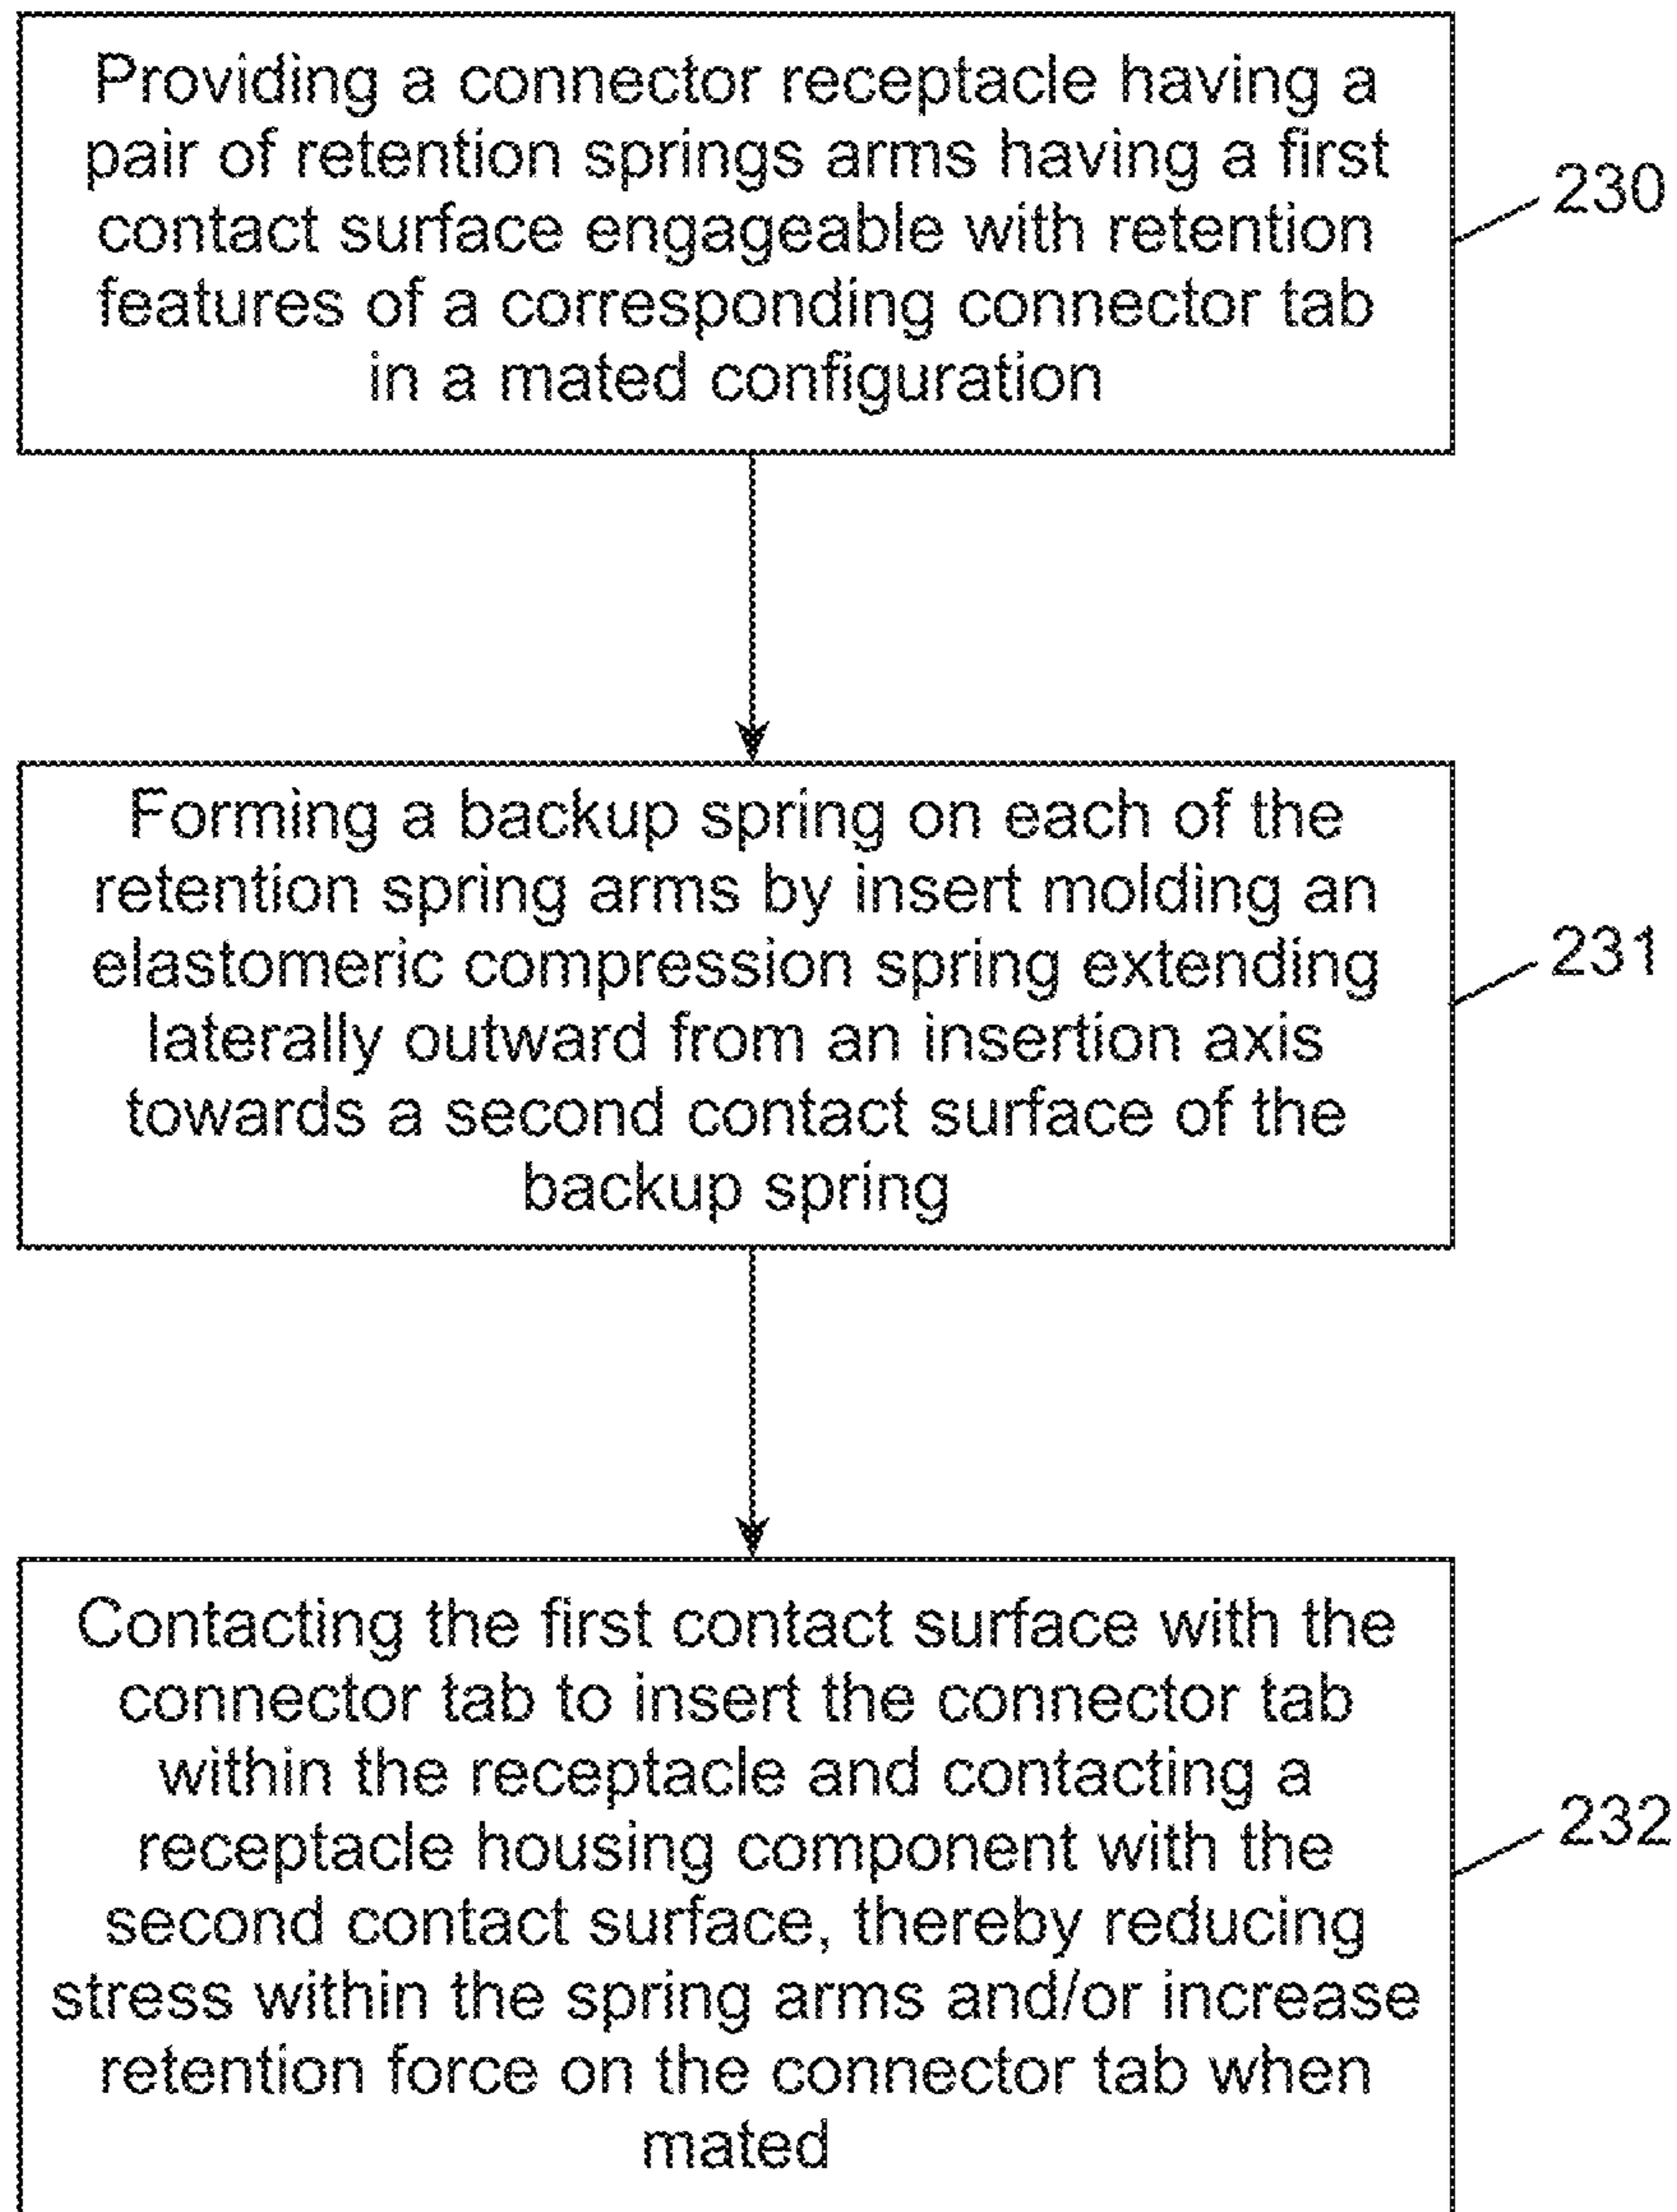 Providing a connector receptacle having a
pair of retention springs arms having a first
contact surface engageable with retention
features of a corresponding connector tab
in a mated configuration
230
Forming a backup spring on each of the
retention spring arms by insert molding an
elastomeric compression spring extending
laterally outward from an insertion axis
towards a second contact surface of the
backup spring
231
Contacting the first contact surface with the
connector tab to insert the connector tab
within the receptacle and contacting a
receptacle housing component with the
second contact surface, thereby reducing
stress within the spring arms and/or increase
retention force on the connector tab when
mated
232